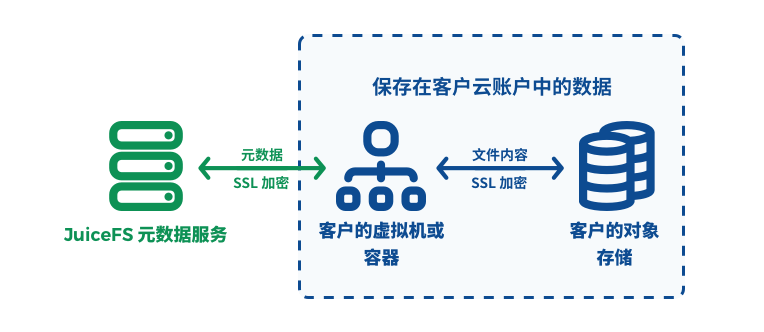 保存在客户云账户中的数据
元数据
SSL 加密
文件内容
SSL 加密
JuiceFS 元数据服务
客户的虚拟机或
容器
客户的对象
存储